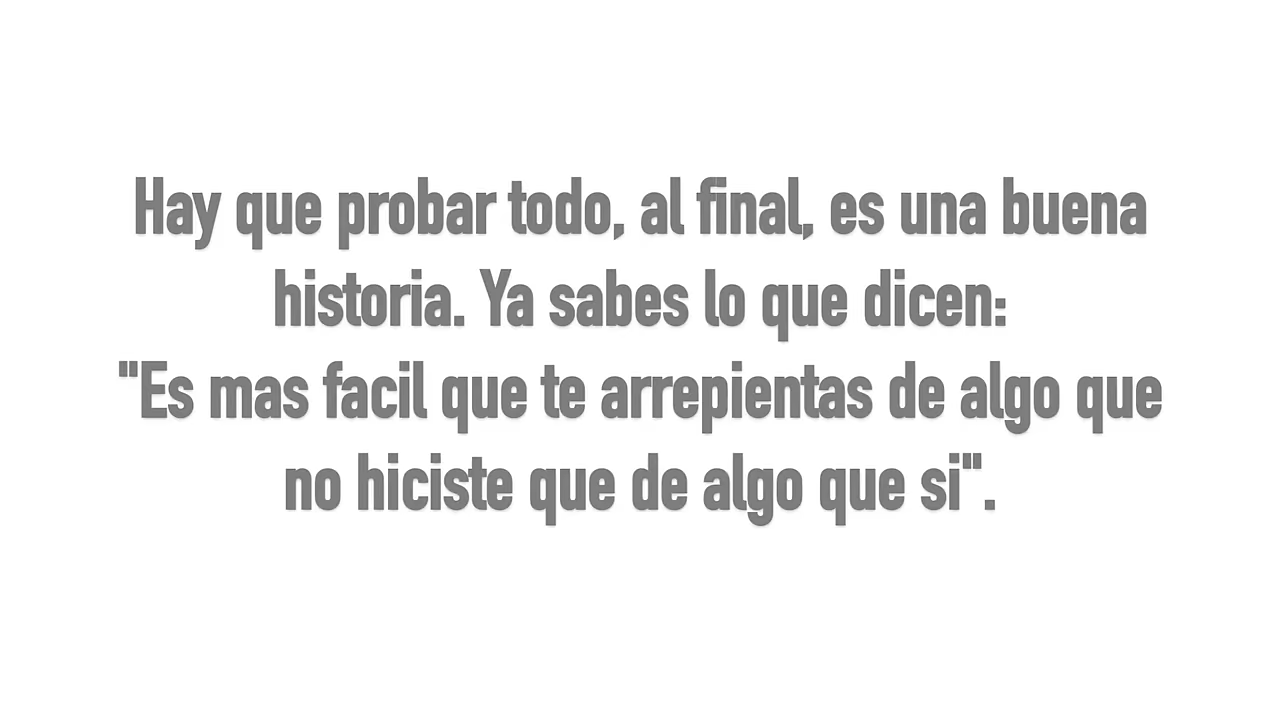 Hay que probar todo, al final, es una buena
historia. Ya sabes lo que dicen:
"Es mas facil que te arrepientas de algo que
no hiciste que de algo que si".